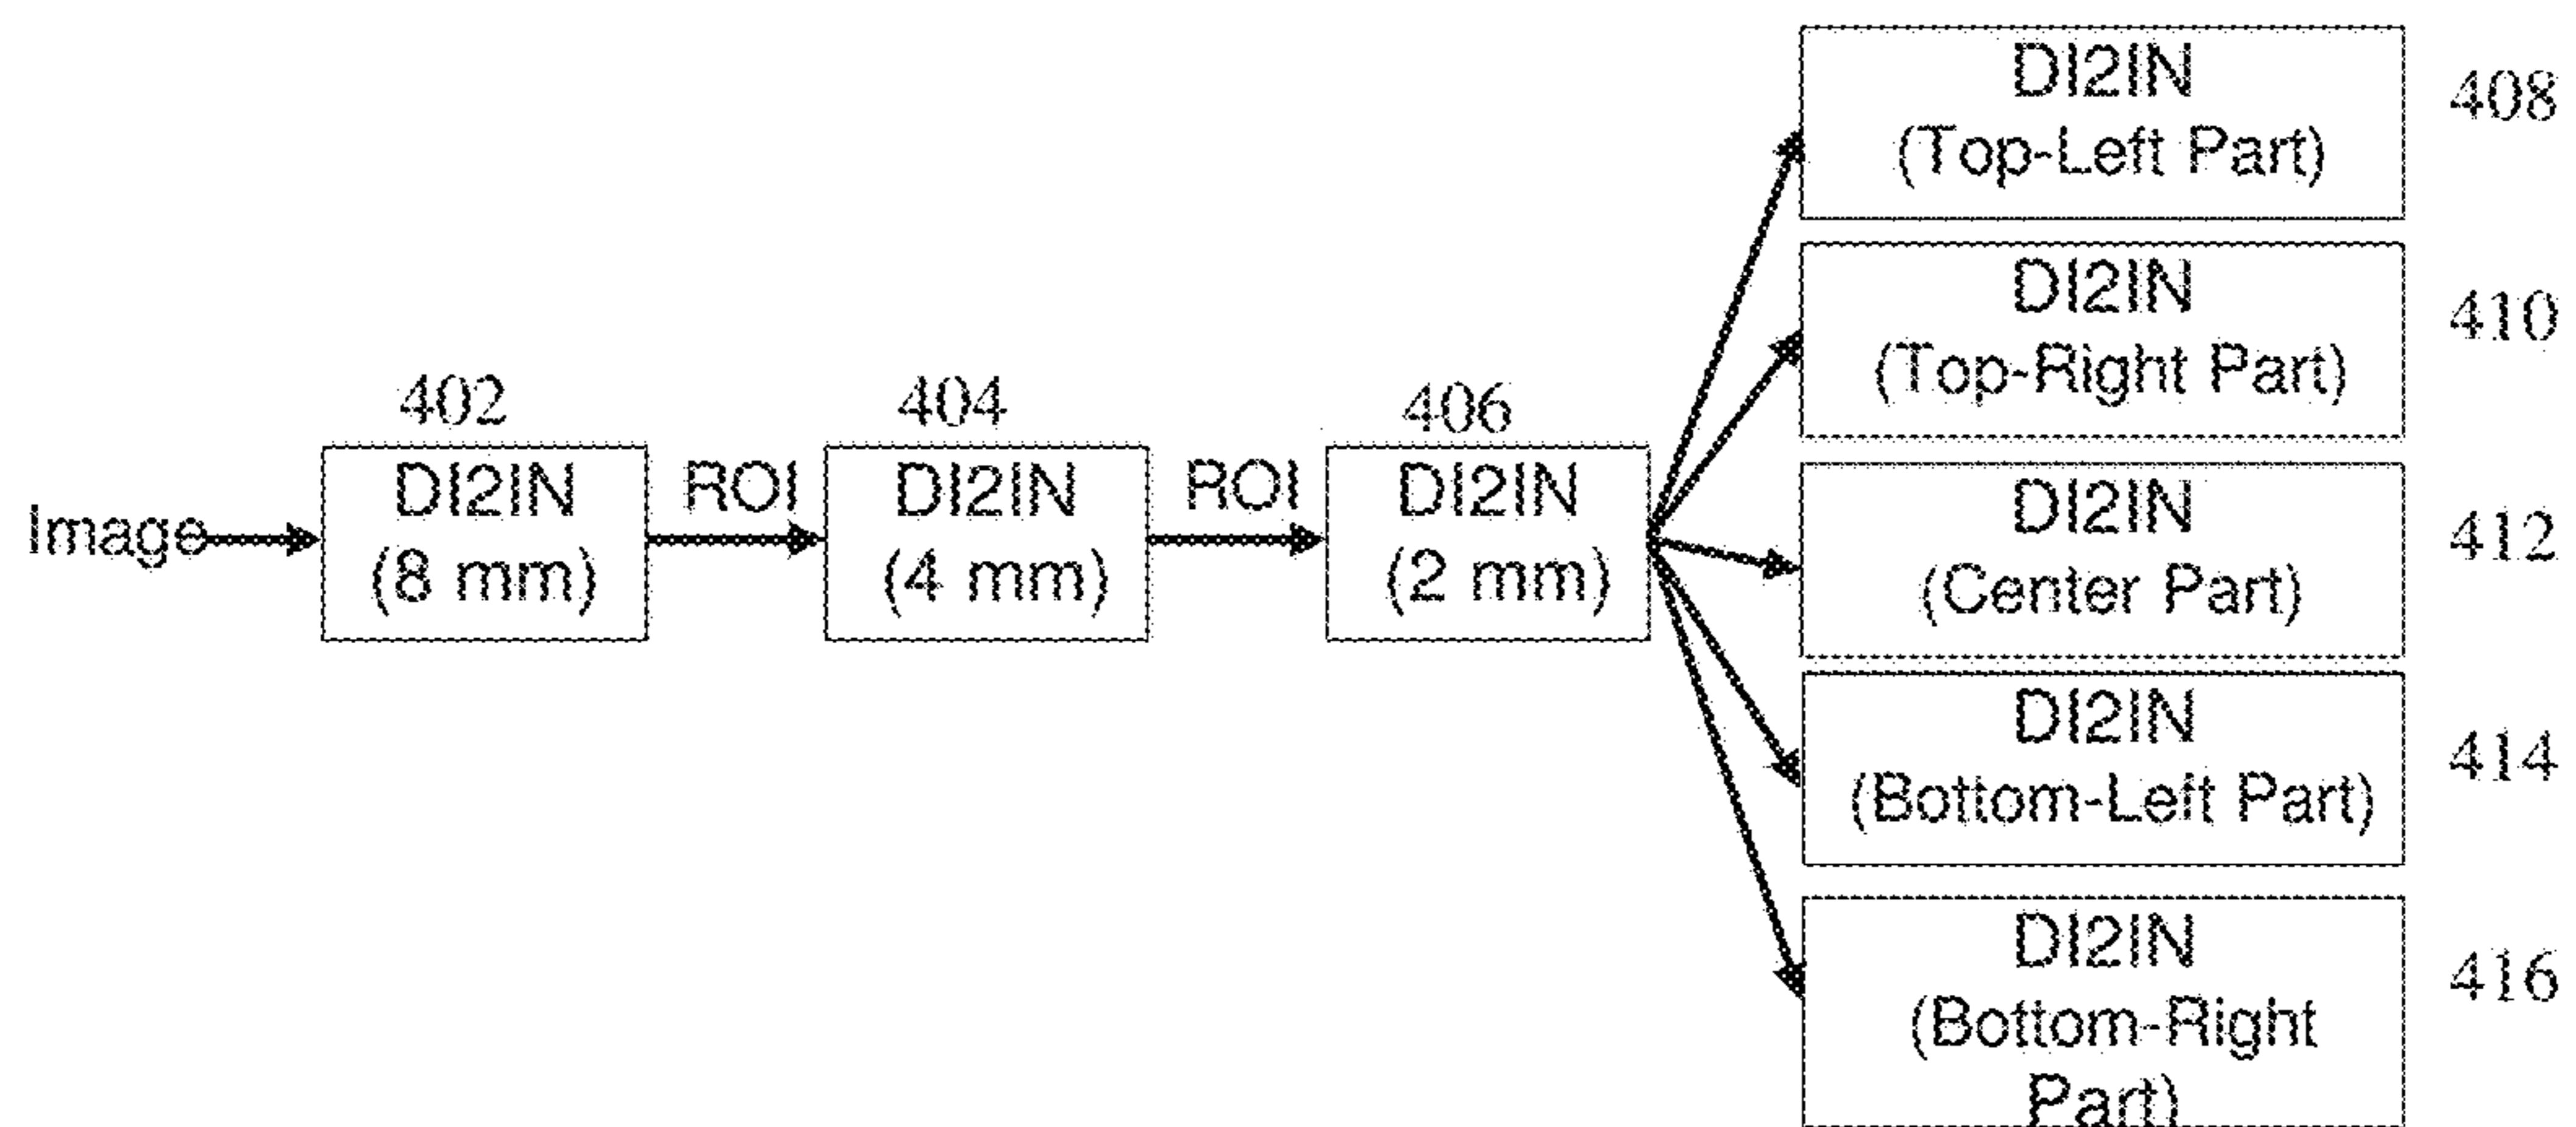 Image
402
DI2IN
(8 mm)
ROI
404
DI2IN
(4 mm)
ROI
406
DI2IN
(2 mm)
DI2IN
(Top-Left Part)
408
DI2IN
(Top-Right Part)
410
DI2IN
(Center Part)
412
DI2IN
(Bottom-Left Part)
414
DI2IN
(Bottom-Right
Part)
416